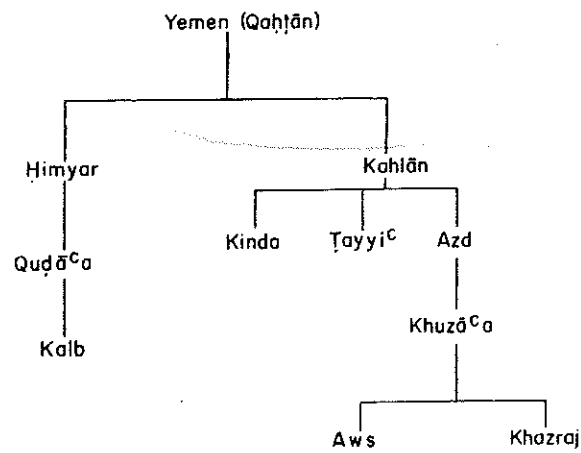 Yemen (Qaḥṭān)
Ḥimyar Kahlān
Kinda Ṭayyiᶜ Azd
Quḍāᶜa
Khuzāᶜa
Kalb
Aws Khazraj